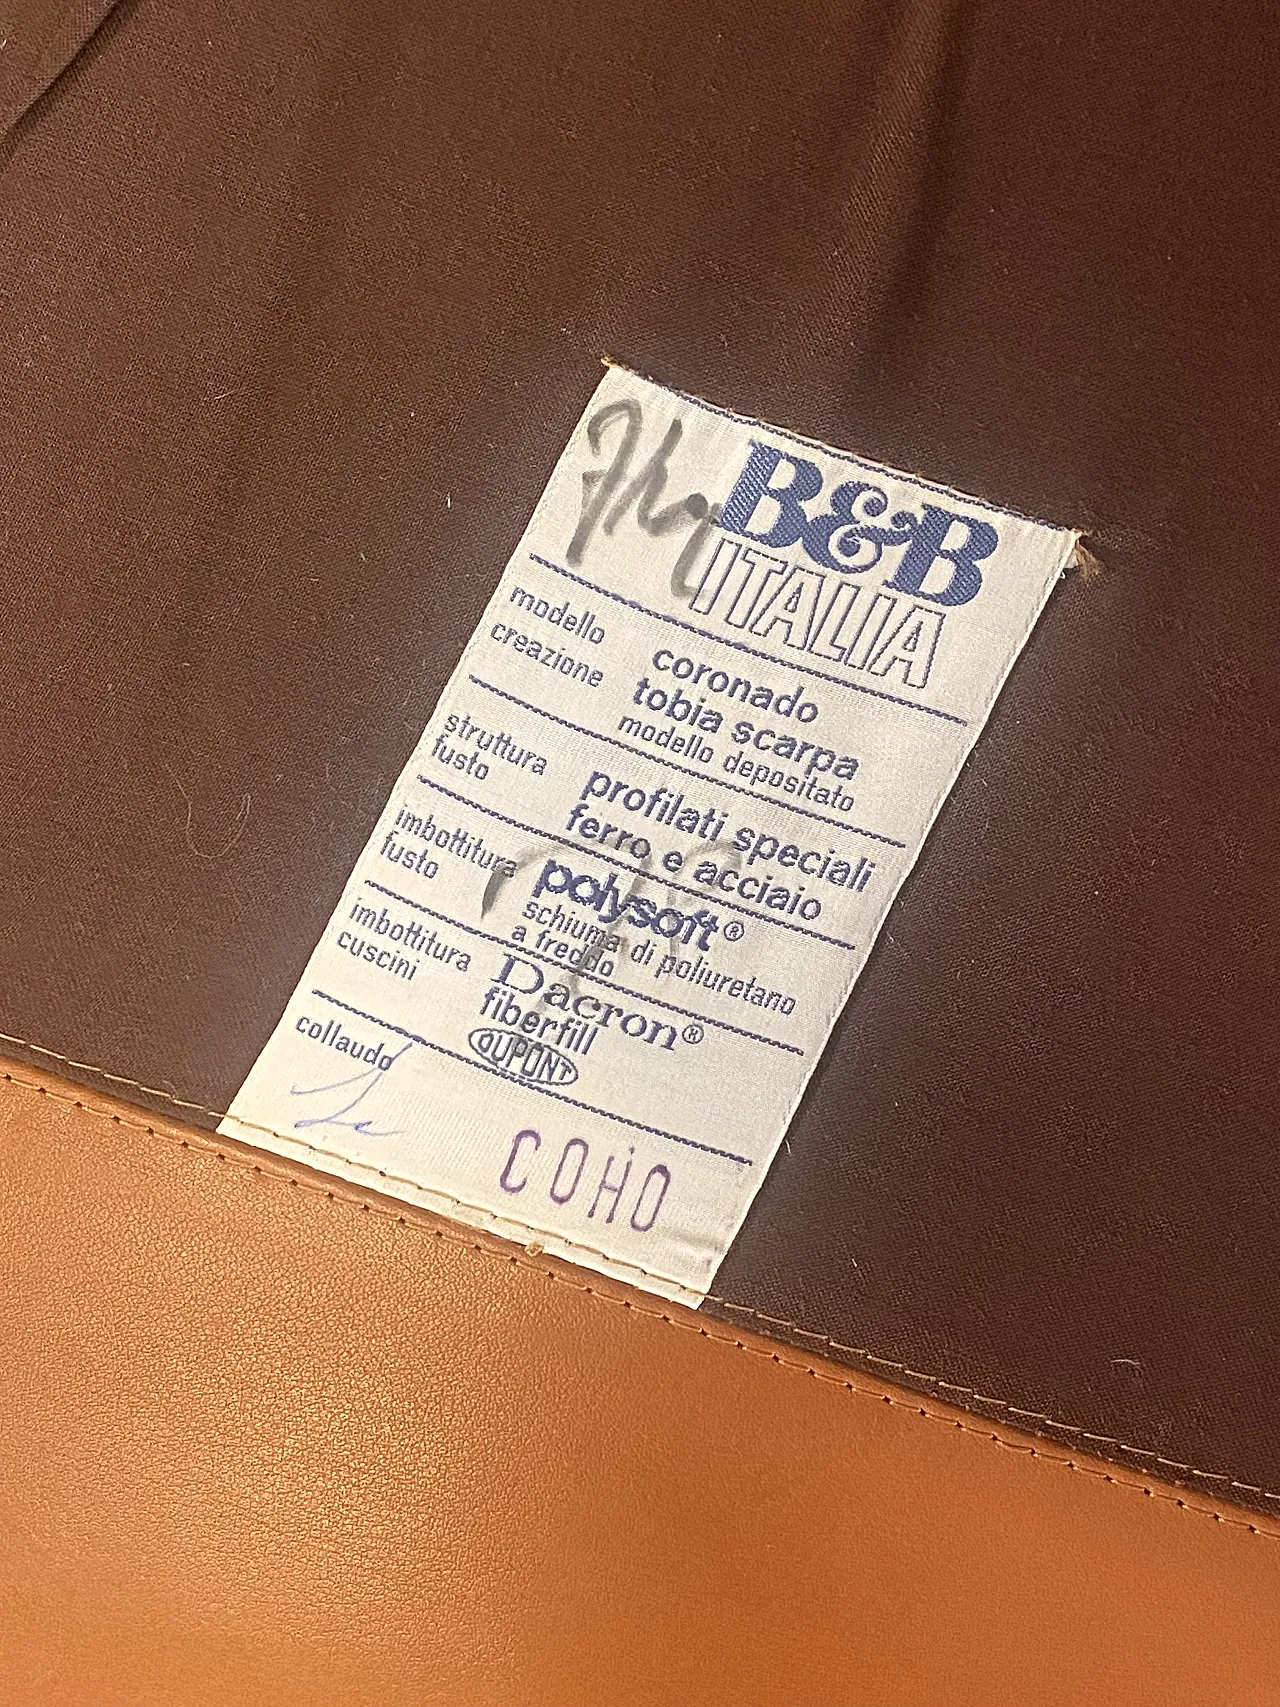 B&B
ITALIA
modello coronado
creazione tobia scarpa
modello depositato
struttura profilati speciali
fusto ferro e acciaio
imbottitura polysoft®
fusto schiuma di poliuretano
a freddo
imbottitura Dacron®
cuscini fiberfill
DUPONT
collaudo
COHO